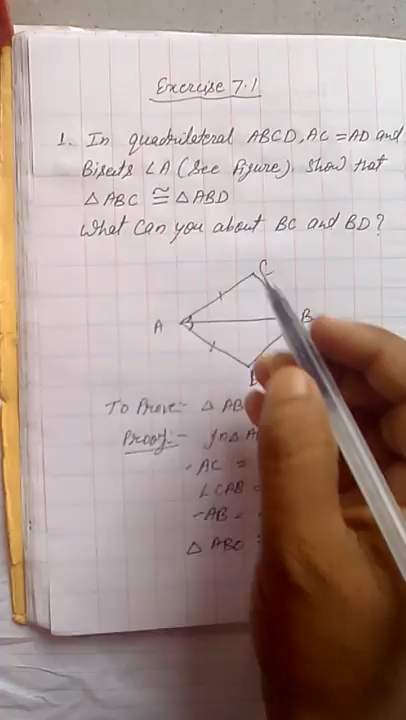 Exercise 7.1
1. In quadrilateral ABCD, AC = AD and
Bisects ∠A (See figure). Show that
△ABC ≅ △ABD
What Can you about BC and BD?
C
A
B
To Prove:- △ AB
Proof:- In △
- AC =
∠CAB =
- AB =
△ ABC